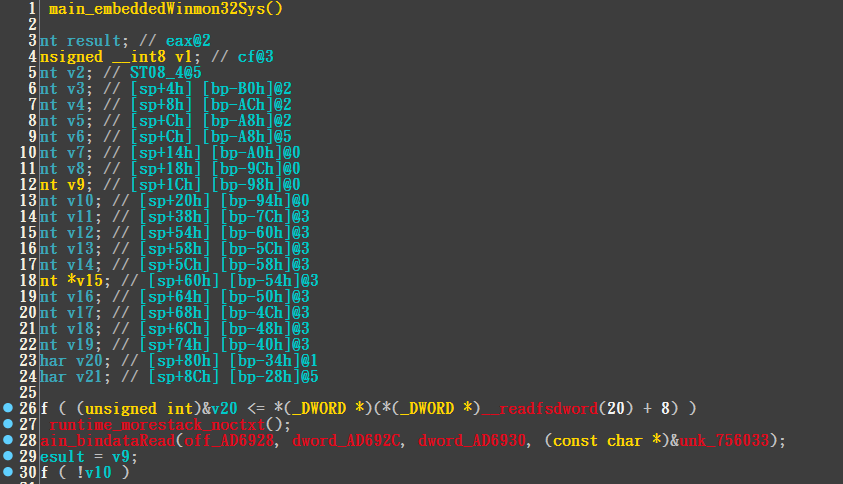 1 main_embeddedWinmon32Sys()
2
3 nt result; // eax@2
4 nsigned __int8 v1; // cf@3
5 nt v2; // ST08_4@5
6 nt v3; // [sp+4h] [bp-B0h]@2
7 nt v4; // [sp+8h] [bp-ACh]@2
8 nt v5; // [sp+Ch] [bp-A8h]@2
9 nt v6; // [sp+Ch] [bp-A8h]@5
10 nt v7; // [sp+14h] [bp-A0h]@0
11 nt v8; // [sp+18h] [bp-9Ch]@0
12 nt v9; // [sp+1Ch] [bp-98h]@0
13 nt v10; // [sp+20h] [bp-94h]@0
14 nt v11; // [sp+38h] [bp-7Ch]@3
15 nt v12; // [sp+54h] [bp-60h]@3
16 nt v13; // [sp+58h] [bp-5Ch]@3
17 nt v14; // [sp+5Ch] [bp-58h]@3
18 nt *v15; // [sp+60h] [bp-54h]@3
19 nt v16; // [sp+64h] [bp-50h]@3
20 nt v17; // [sp+68h] [bp-4Ch]@3
21 nt v18; // [sp+6Ch] [bp-48h]@3
22 nt v19; // [sp+74h] [bp-40h]@3
23 har v20; // [sp+80h] [bp-34h]@1
24 har v21; // [sp+8Ch] [bp-28h]@5
25
26 f ( (unsigned int)&v20 <= *(_DWORD *)(*(_DWORD *)__readfsdword(20) + 8) )
27 runtime_morestack_noctxt();
28 ain_bindataRead(off_AD6928, dword_AD692C, dword_AD6930, (const char *)&unk_756033);
29 esult = v9;
30 f ( !v10 )